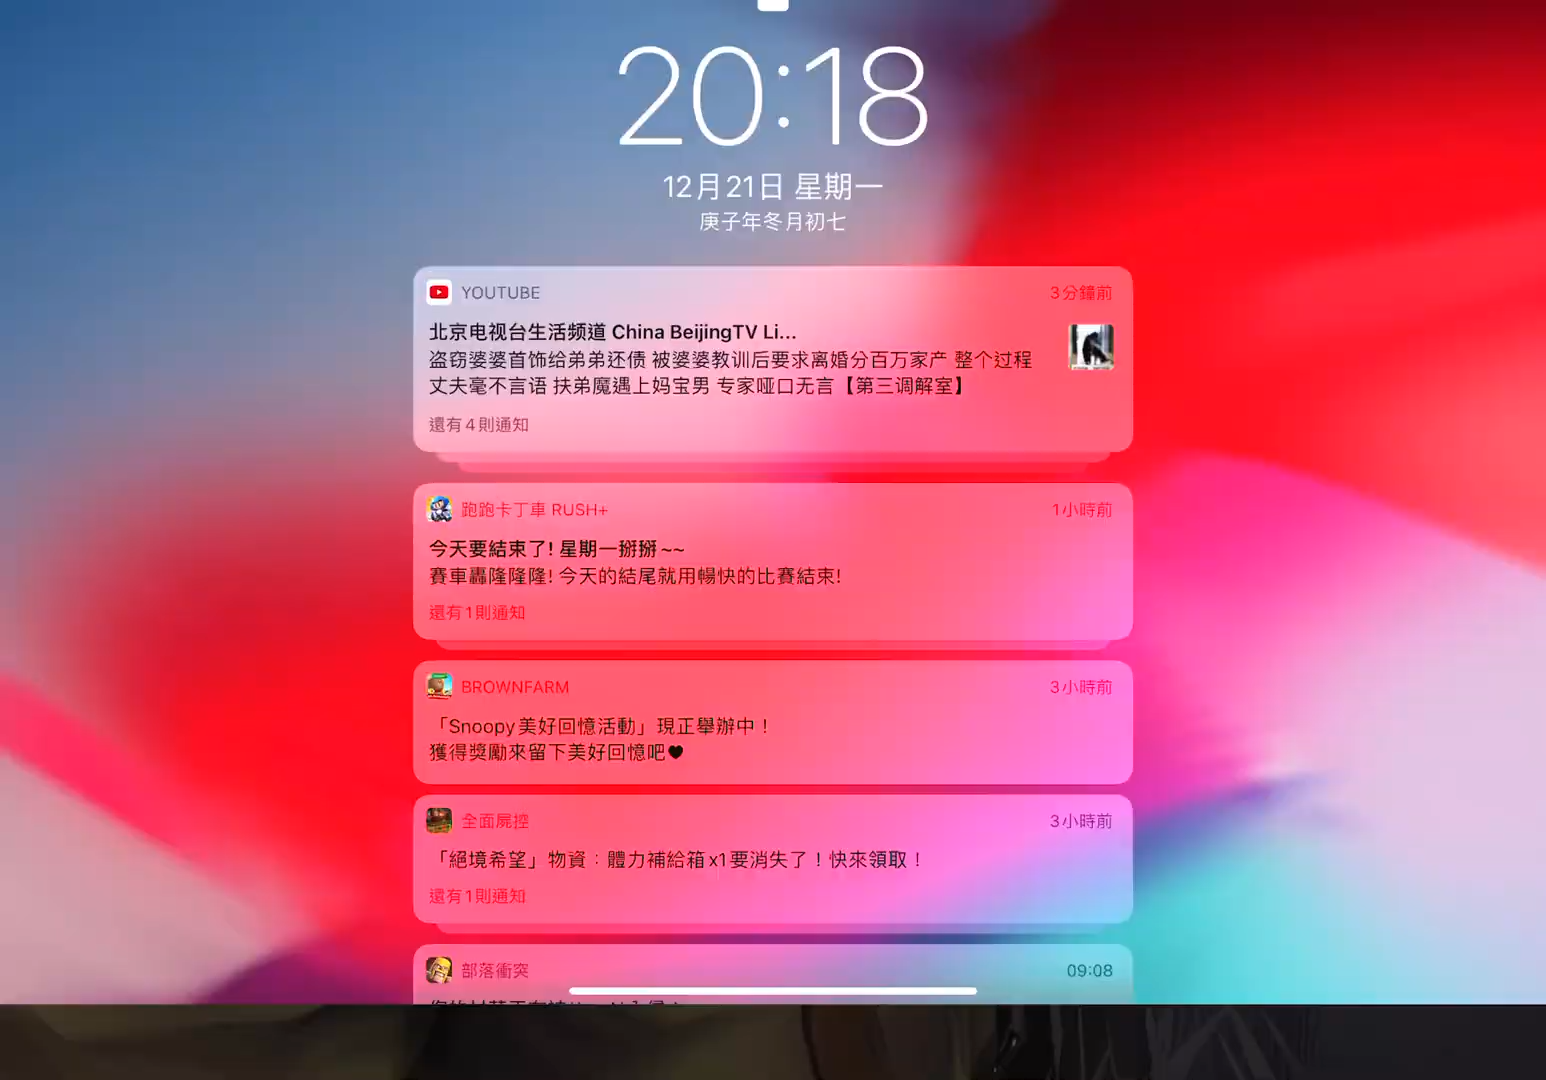 20:18
12月21日 星期一
庚子年冬月初七
YOUTUBE
3分鐘前
北京电视台生活频道 China BeijingTV Li...
盗窃婆婆首饰给弟弟还债 被婆婆教训后要求离婚分百万家产 整个过程
丈夫毫不言语 扶弟魔遇上妈宝男 专家哑口无言【第三调解室】
還有4則通知
跑跑卡丁車 RUSH+
1小時前
今天要結束了! 星期一掰掰~~
賽車轟隆隆隆! 今天的結尾就用暢快的比賽結束!
還有1則通知
BROWNFARM
3小時前
「Snoopy美好回憶活動」現正舉辦中！
獲得獎勵來留下美好回憶吧♥
全面屍控
3小時前
「絕境希望」物資：體力補給箱x1要消失了！快來領取！
還有1則通知
部落衝突
09:08